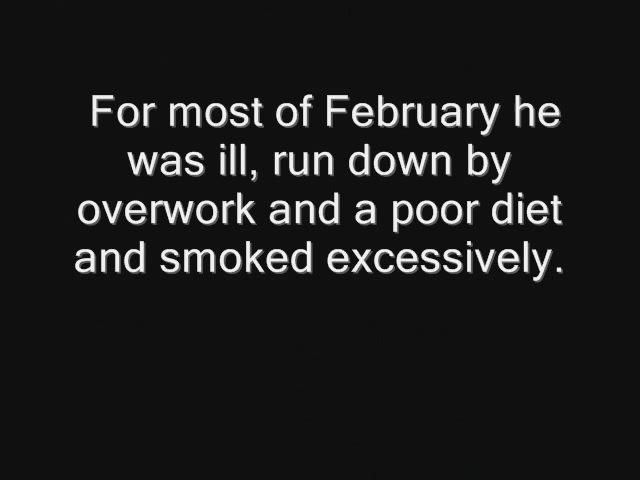 For most of February he
was ill, run down by
overwork and a poor diet
and smoked excessively.